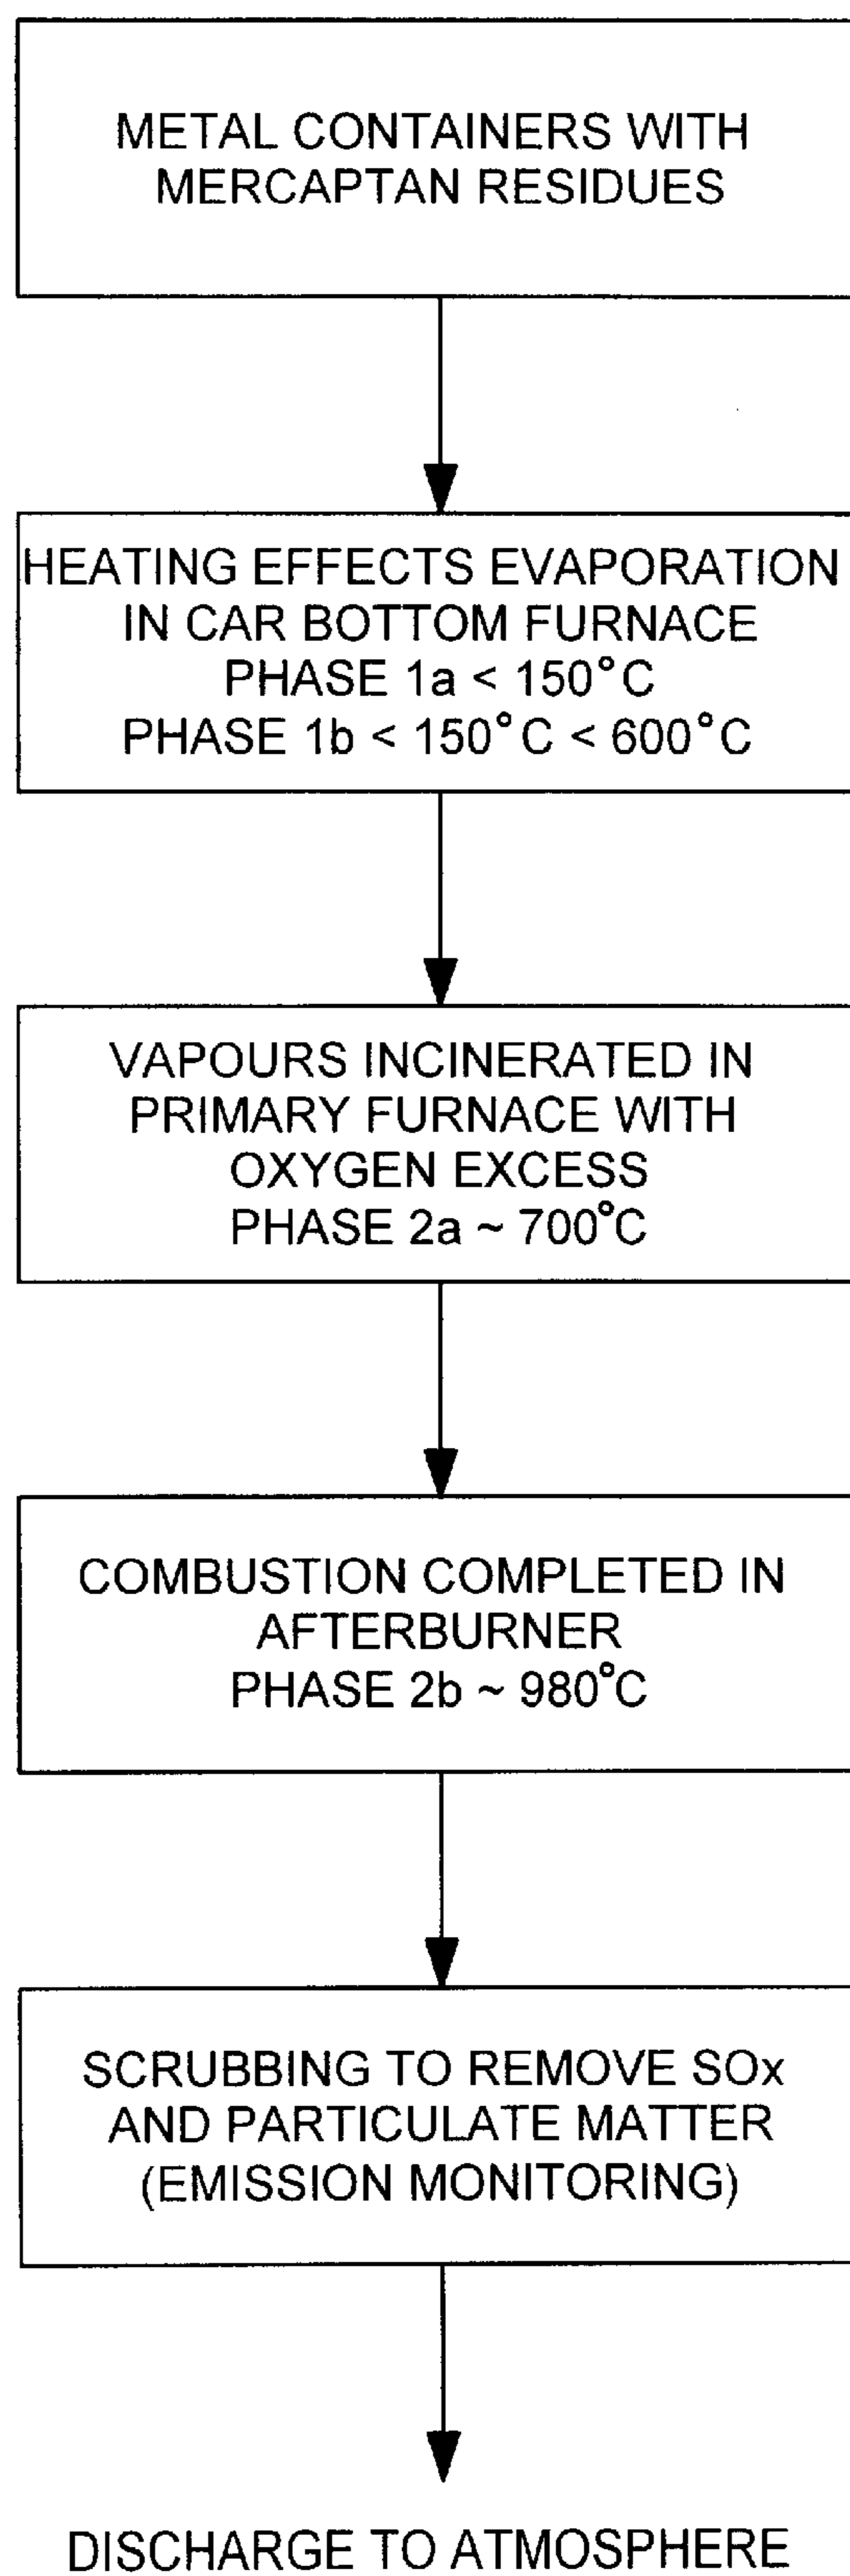 METAL CONTAINERS WITH
MERCAPTAN RESIDUES
HEATING EFFECTS EVAPORATION
IN CAR BOTTOM FURNACE
PHASE 1a < 150°C
PHASE 1b < 150°C < 600°C
VAPOURS INCINERATED IN
PRIMARY FURNACE WITH
OXYGEN EXCESS
PHASE 2a ~ 700°C
COMBUSTION COMPLETED IN
AFTERBURNER
PHASE 2b ~ 980°C
SCRUBBING TO REMOVE SOx
AND PARTICULATE MATTER
(EMISSION MONITORING)
DISCHARGE TO ATMOSPHERE